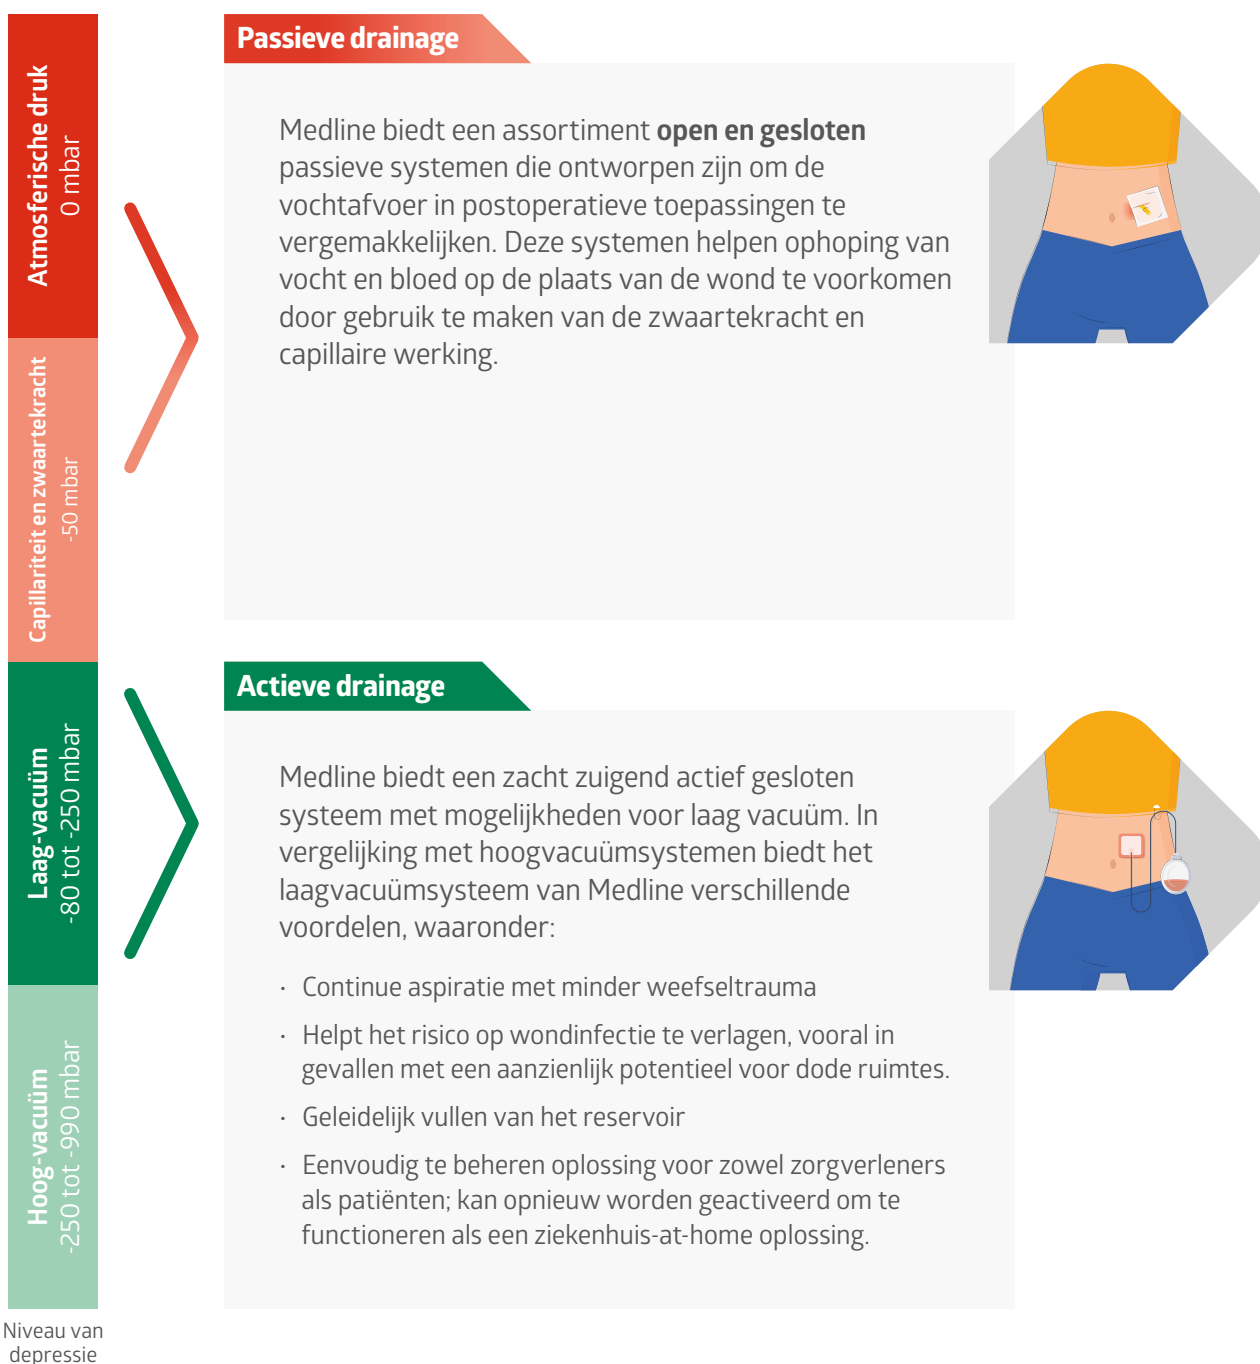 Atmosferische druk
0 mbar
Capillariteit en zwaartekracht
-50 mbar
Laag-vacuüm
-80 tot -250 mbar
Hoog-vacuüm
-250 tot -990 mbar
Niveau van
depressie
Passieve drainage
Medline biedt een assortiment open en gesloten
passieve systemen die ontworpen zijn om de
vochtafvoer in postoperatieve toepassingen te
vergemakkelijken. Deze systemen helpen ophoping van
vocht en bloed op de plaats van de wond te voorkomen
door gebruik te maken van de zwaartekracht en
capillaire werking.
Actieve drainage
Medline biedt een zacht zuigend actief gesloten
systeem met mogelijkheden voor laag vacuüm. In
vergelijking met hoogvacuümsystemen biedt het
laagvacuümsysteem van Medline verschillende
voordelen, waaronder:
· Continue aspiratie met minder weefseltrauma
· Helpt het risico op wondinfectie te verlagen, vooral in
gevallen met een aanzienlijk potentieel voor dode ruimtes.
· Geleidelijk vullen van het reservoir
· Eenvoudig te beheren oplossing voor zowel zorgverleners
als patiënten; kan opnieuw worden geactiveerd om te
functioneren als een ziekenhuis-at-home oplossing.